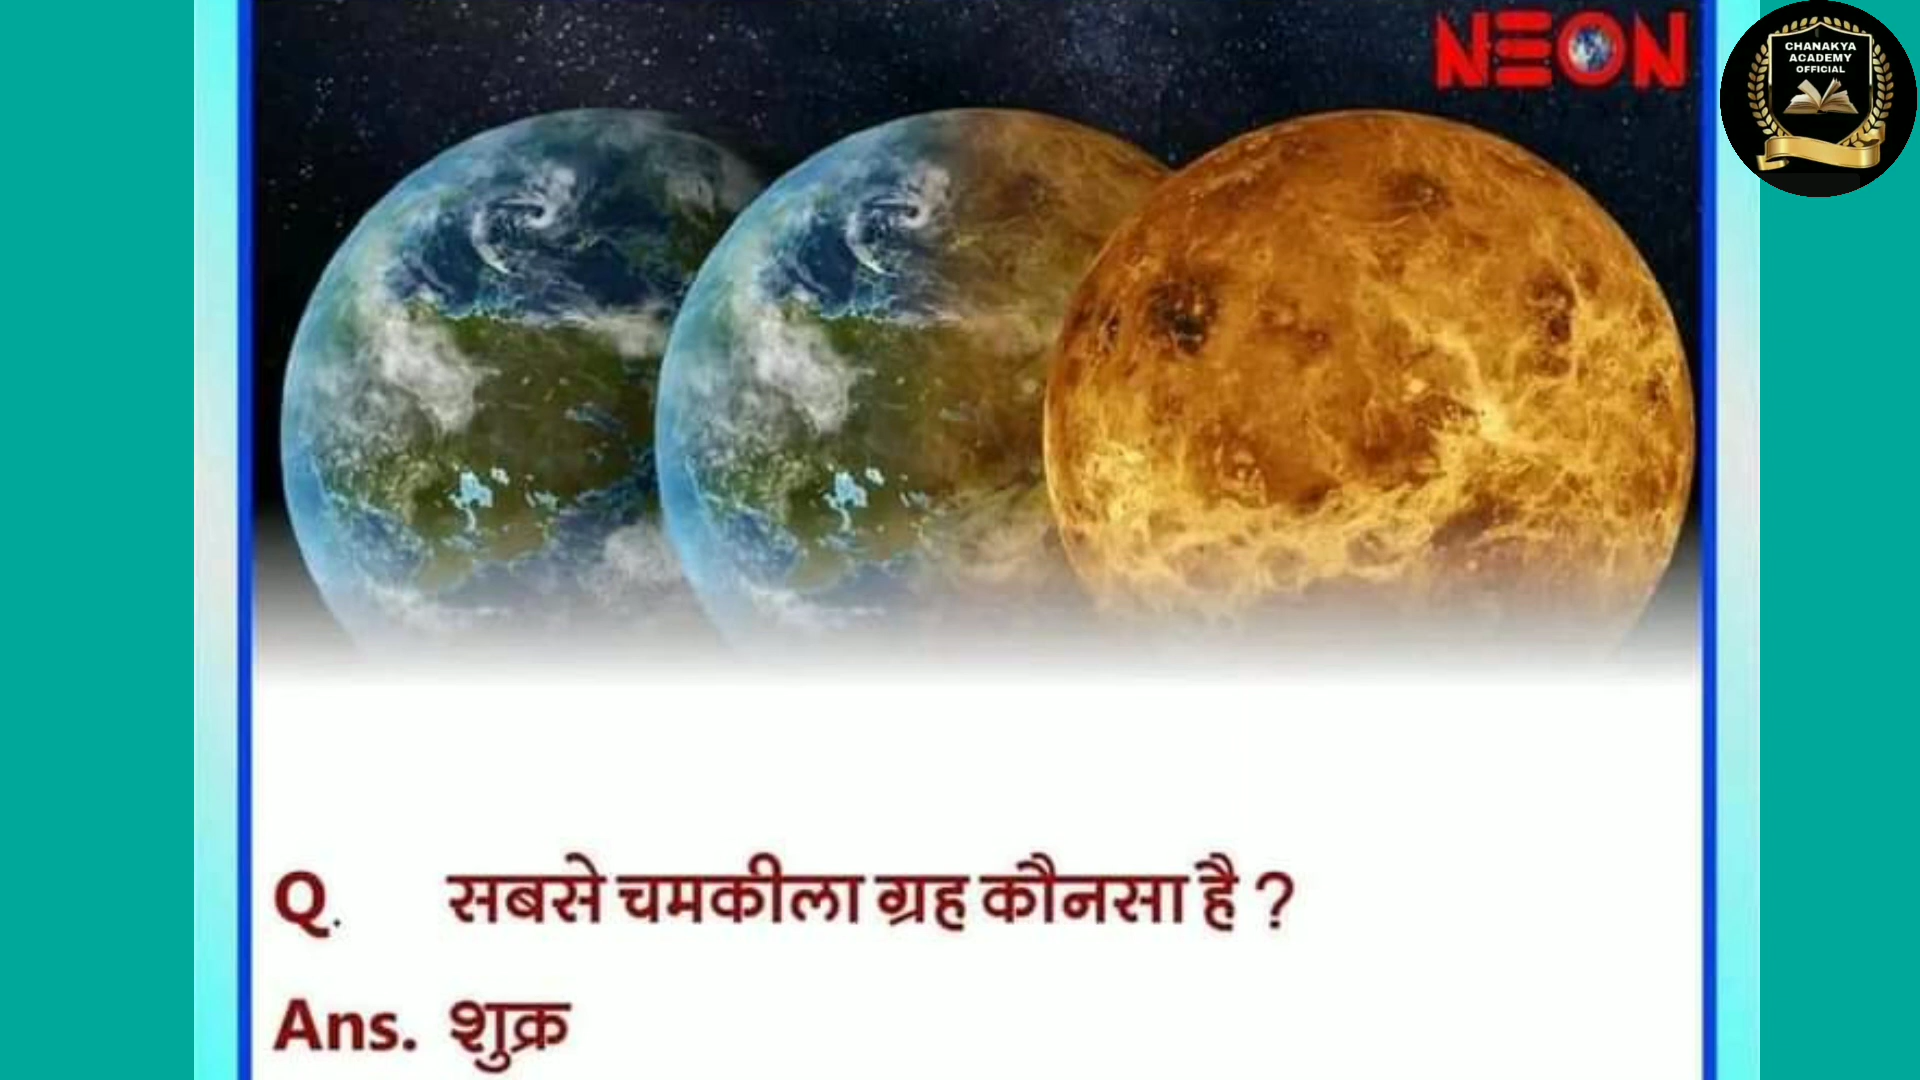 NEON
CHANAKYA
ACADEMY
OFFICIAL
Q. सबसे चमकीला ग्रह कौनसा है ?
Ans. शुक्र